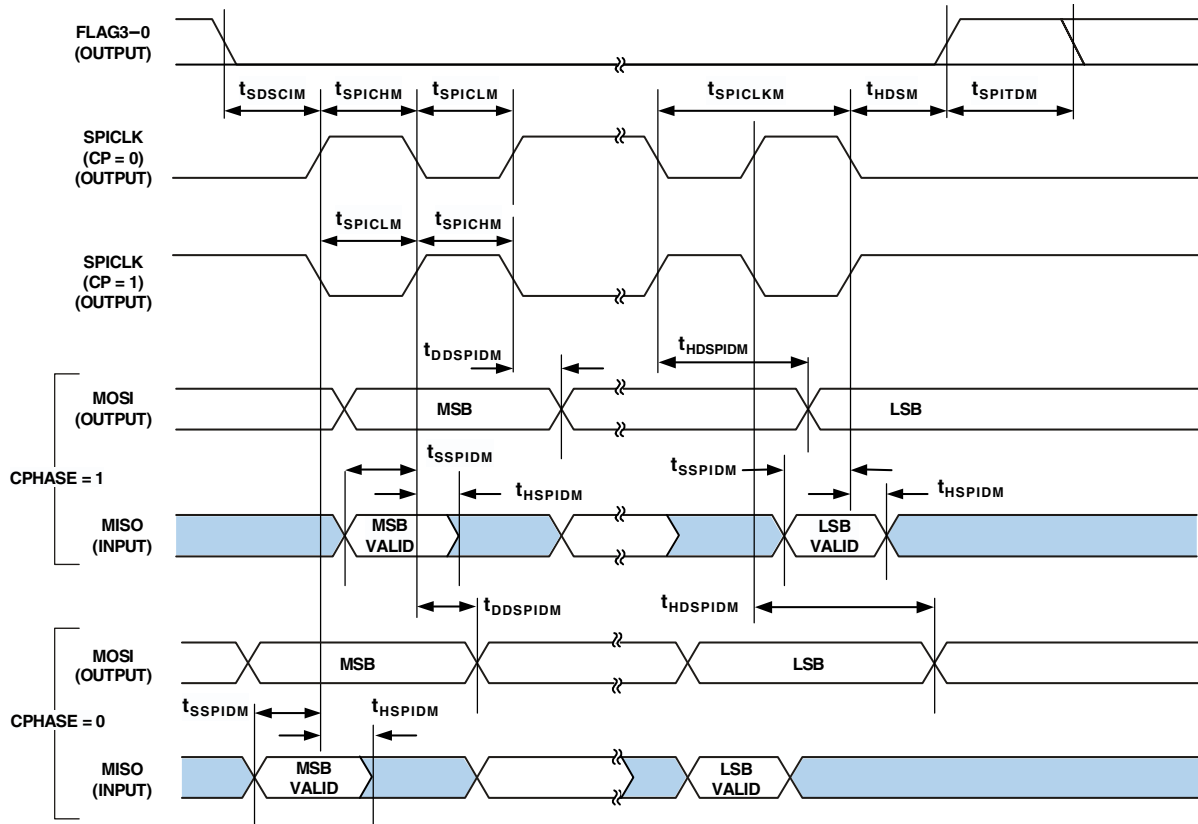 FLAG3–0
(OUTPUT)
tSDSCIM
tSPICHM
tSPICLM
tSPICLKM
tHDSM
tSPITDM
SPICLK
(CP = 0)
(OUTPUT)
tSPICLM
tSPICHM
SPICLK
(CP = 1)
(OUTPUT)
tDDSPIDM
tHDSPIDM
MOSI
(OUTPUT)
MSB
LSB
CPHASE = 1
tSSPIDM
tHSPIDM
tSSPIDM
tHSPIDM
MISO
(INPUT)
MSB
VALID
LSB
VALID
tDDSPIDM
tHDSPIDM
MOSI
(OUTPUT)
MSB
LSB
CPHASE = 0
tSSPIDM
tHSPIDM
MISO
(INPUT)
MSB
VALID
LSB
VALID